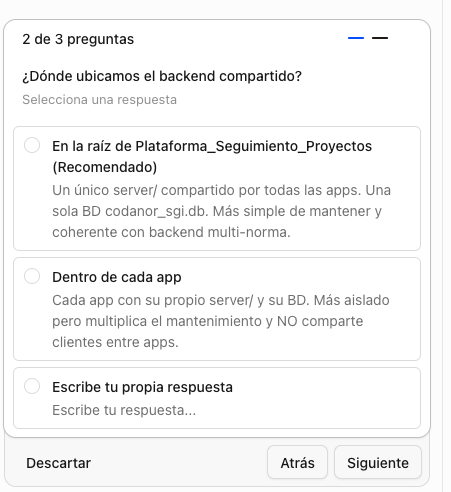 2 de 3 preguntas
¿Dónde ubicamos el backend compartido?
Selecciona una respuesta
En la raíz de Plataforma_Seguimiento_Proyectos
(Recomendado)
Un único server/ compartido por todas las apps. Una
sola BD codanor_sgi.db. Más simple de mantener y
coherente con backend multi-norma.
Dentro de cada app
Cada app con su propio server/ y su BD. Más aislado
pero multiplica el mantenimiento y NO comparte
clientes entre apps.
Escribe tu propia respuesta
Escribe tu respuesta...
Descartar
Atrás
Siguiente